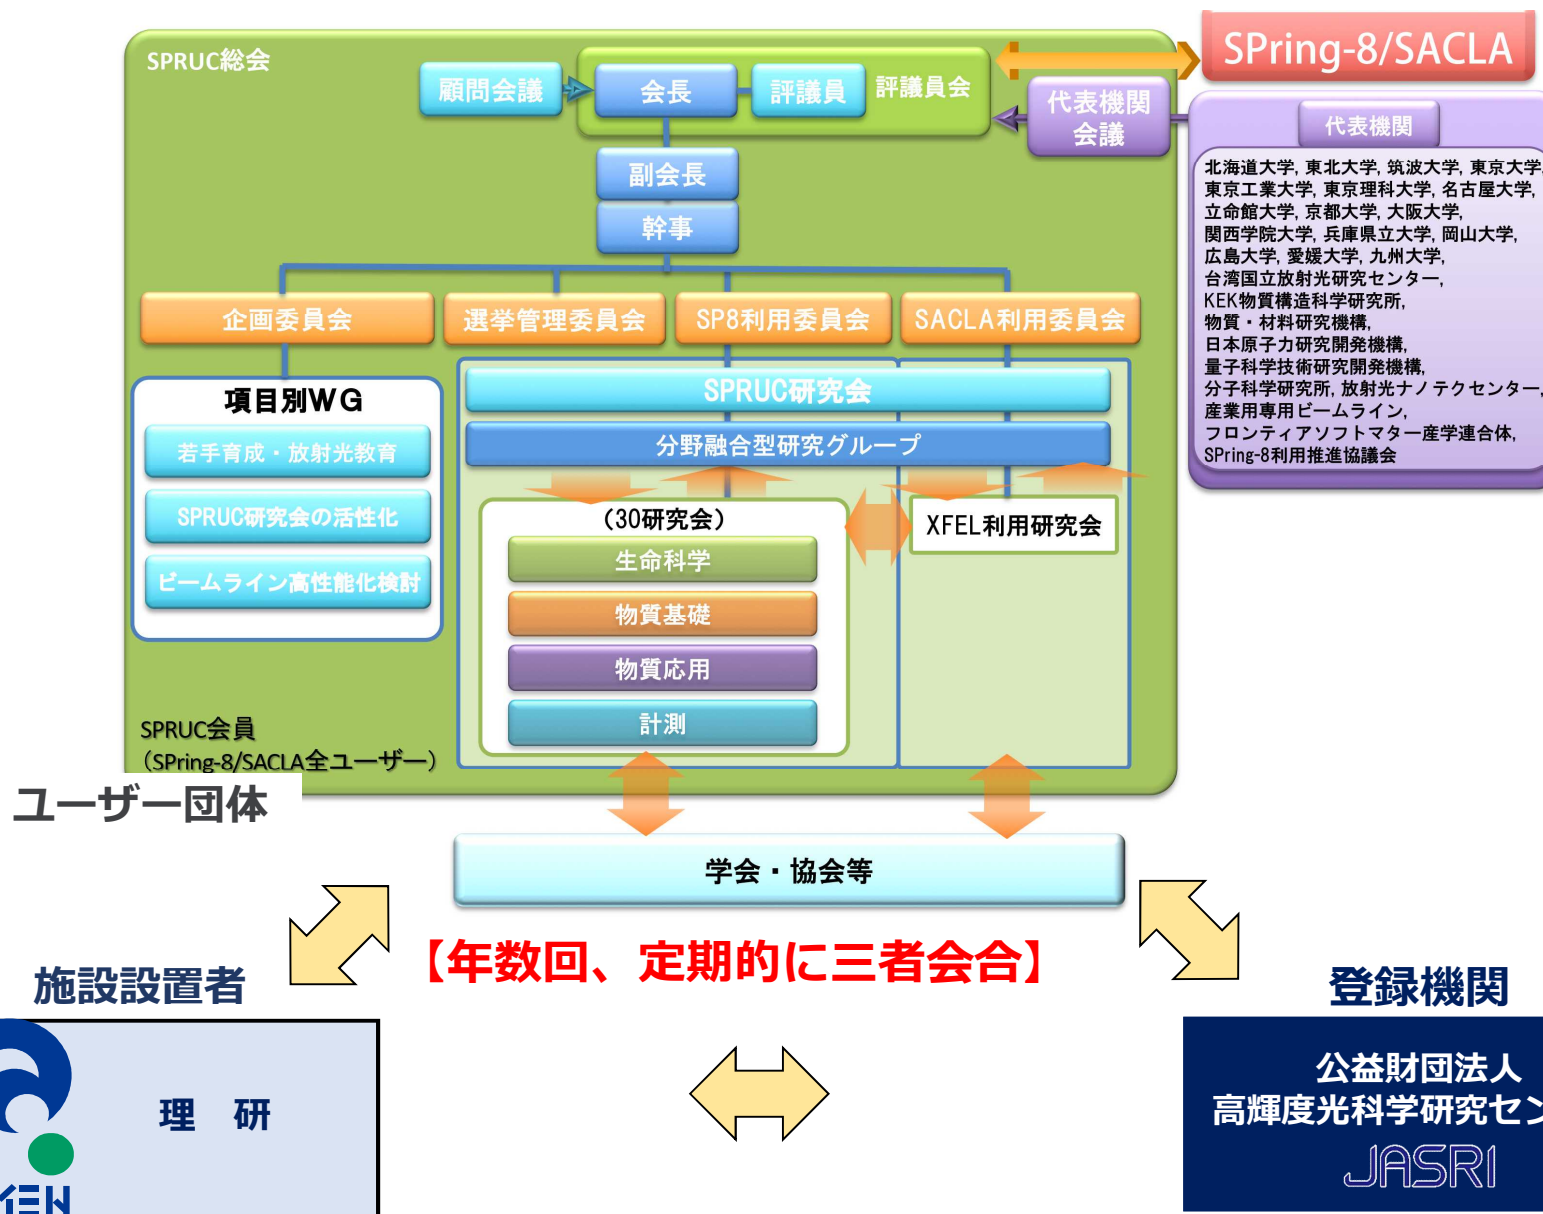 SPRUC総会
SPring-8/SACLA
顧問会議
会長
評議員
評議員会
代表機関
会議
代表機関
北海道大学, 東北大学, 筑波大学, 東京大学,
東京工業大学, 東京理科大学, 名古屋大学,
立命館大学, 京都大学, 大阪大学,
関西学院大学, 兵庫県立大学, 岡山大学,
広島大学, 愛媛大学, 九州大学,
台湾国立放射光研究センター,
KEK物質構造科学研究所,
物質・材料研究機構,
日本原子力研究開発機構,
量子科学技術研究開発機構,
分子科学研究所, 放射光ナノテクセンター,
産業用専用ビームライン,
フロンティアソフトマター産学連合体,
SPring-8利用推進協議会
副会長
幹事
企画委員会
選挙管理委員会
SP8利用委員会
SACLA利用委員会
項目別WG
若手育成・放射光教育
SPRUC研究会の活性化
ビームライン高性能化検討
SPRUC研究会
分野融合型研究グループ
（30研究会）
生命科学
物質基礎
物質応用
計測
XFEL利用研究会
SPRUC会員
（SPring-8/SACLA全ユーザー）
ユーザー団体
学会・協会等
【年数回、定期的に三者会合】
施設設置者
理 研
登録機関
公益財団法人
高輝度光科学研究セン
JASRI